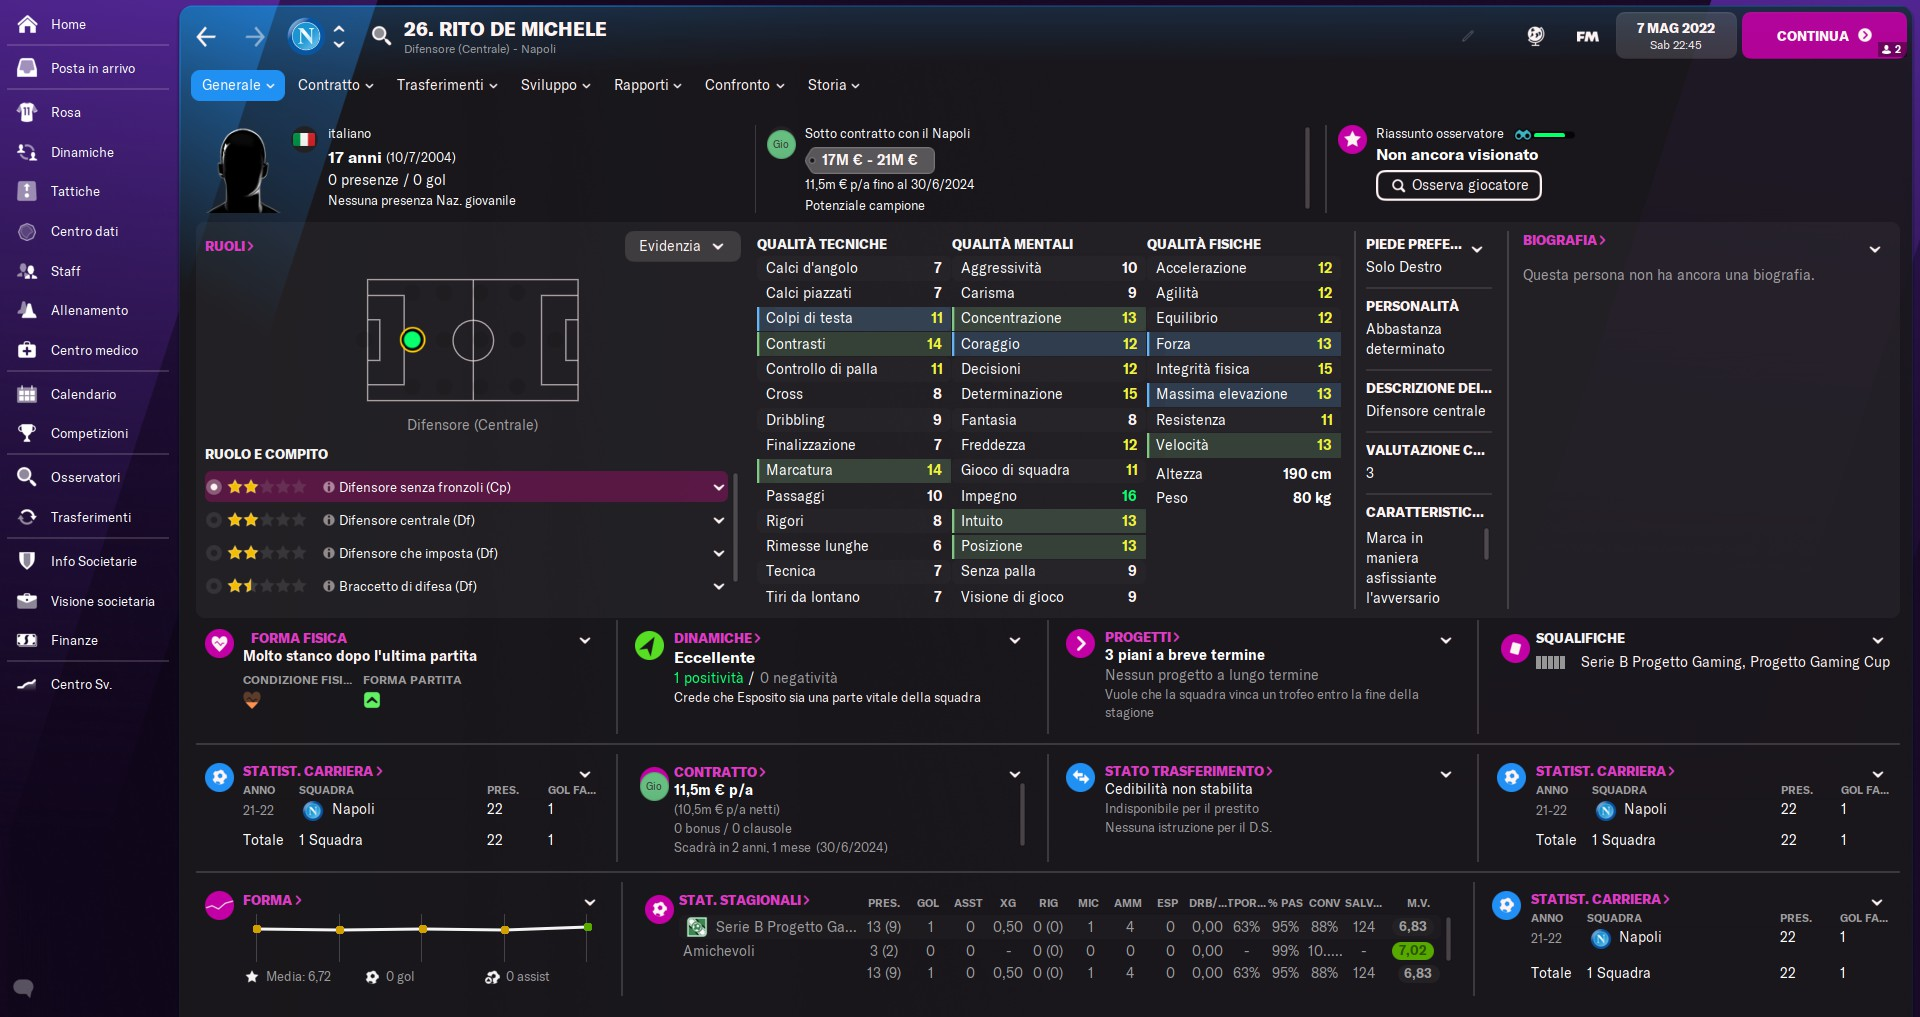 Home
Posta in arrivo
Rosa
Dinamiche
Tattiche
Centro dati
Staff
Allenamento
Centro medico
Calendario
Competizioni
Osservatori
Trasferimenti
Info Societarie
Visione societaria
Finanze
Centro Sv.
26. RITO DE MICHELE
Difensore (Centrale) - Napoli
FM
7 MAG 2022
Sab 22:45
CONTINUA
2
Generale
Contratto
Trasferimenti
Sviluppo
Rapporti
Confronto
Storia
italiano
17 anni (10/7/2004)
0 presenze / 0 gol
Nessuna presenza Naz. giovanile
Gio
Sotto contratto con il Napoli
17M € - 21M €
11,5m € p/a fino al 30/6/2024
Potenziale campione
Riassunto osservatore
Non ancora visionato
Osserva giocatore
RUOLI
Evidenzia
Difensore (Centrale)
RUOLO E COMPITO
Difensore senza fronzoli (Cp)
Difensore centrale (Df)
Difensore che imposta (Df)
Braccetto di difesa (Df)
QUALITÀ TECNICHE
Calci d'angolo 7
Calci piazzati 7
Colpi di testa 11
Contrasti 14
Controllo di palla 11
Cross 8
Dribbling 9
Finalizzazione 7
Marcatura 14
Passaggi 10
Rigori 8
Rimesse lunghe 6
Tecnica 7
Tiri da lontano 7
QUALITÀ MENTALI
Aggressività 10
Carisma 9
Concentrazione 13
Coraggio 12
Decisioni 12
Determinazione 15
Fantasia 8
Freddezza 12
Gioco di squadra 11
Impegno 16
Intuito 13
Posizione 13
Senza palla 9
Visione di gioco 9
QUALITÀ FISICHE
Accelerazione 12
Agilità 12
Equilibrio 12
Forza 13
Integrità fisica 15
Massima elevazione 13
Resistenza 11
Velocità 13
Altezza 190 cm
Peso 80 kg
PIEDE PREFE...
Solo Destro
PERSONALITÀ
Abbastanza
determinato
DESCRIZIONE DEI...
Difensore centrale
VALUTAZIONE C...
3
CARATTERISTIC...
Marca in
maniera
asfissiante
l'avversario
BIOGRAFIA
Questa persona non ha ancora una biografia.
FORMA FISICA
Molto stanco dopo l'ultima partita
CONDIZIONE FISI... FORMA PARTITA
DINAMICHE
Eccellente
1 positività / 0 negatività
Crede che Esposito sia una parte vitale della squadra
PROGETTI
3 piani a breve termine
Nessun progetto a lungo termine
Vuole che la squadra vinca un trofeo entro la fine della
stagione
SQUALIFICHE
Serie B Progetto Gaming, Progetto Gaming Cup
STATIST. CARRIERA
ANNO SQUADRA PRES. GOL FA...
21-22 Napoli 22 1
Totale 1 Squadra 22 1
Gio
CONTRATTO
11,5m € p/a
(10,5m € p/a netti)
0 bonus / 0 clausole
Scadrà in 2 anni, 1 mese (30/6/2024)
STATO TRASFERIMENTO
Cedibilità non stabilita
Indisponibile per il prestito
Nessuna istruzione per il D.S.
STATIST. CARRIERA
ANNO SQUADRA PRES. GOL FA...
21-22 Napoli 22 1
Totale 1 Squadra 22 1
FORMA
Media: 6,72 0 gol 0 assist
STAT. STAGIONALI PRES. GOL ASST XG RIG MIC AMM ESP DRB/... TPOR... % PAS CONV SALV... M.V.
Serie B Progetto Ga... 13 (9) 1 0 0,50 0 (0) 1 4 0 0,00 63% 95% 88% 124 6,83
Amichevoli 3 (2) 0 0 - 0 (0) 0 0 0 0,00 - 99% 10..... - 7,02
13 (9) 1 0 0,50 0 (0) 1 4 0 0,00 63% 95% 88% 124 6,83
STATIST. CARRIERA
ANNO SQUADRA PRES. GOL FA...
21-22 Napoli 22 1
Totale 1 Squadra 22 1